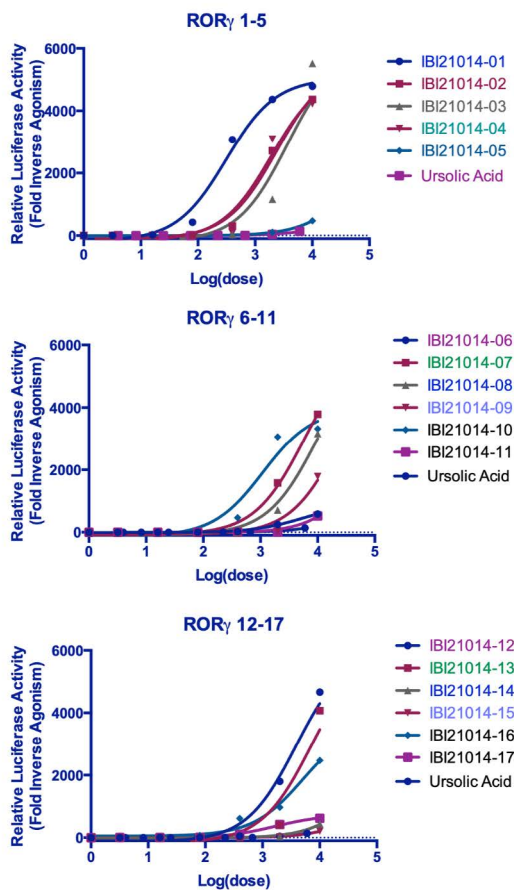 RORγ 1-5
Relative Luciferase Activity
(Fold Inverse Agonism)
6000
4000
2000
0
0 1 2 3 4 5
Log(dose)
IBI21014-01
IBI21014-02
IBI21014-03
IBI21014-04
IBI21014-05
Ursolic Acid
RORγ 6-11
Relative Luciferase Activity
(Fold Inverse Agonism)
6000
4000
2000
0
0 1 2 3 4 5
Log(dose)
IBI21014-06
IBI21014-07
IBI21014-08
IBI21014-09
IBI21014-10
IBI21014-11
Ursolic Acid
RORγ 12-17
Relative Luciferase Activity
(Fold Inverse Agonism)
6000
4000
2000
0
0 1 2 3 4 5
Log(dose)
IBI21014-12
IBI21014-13
IBI21014-14
IBI21014-15
IBI21014-16
IBI21014-17
Ursolic Acid